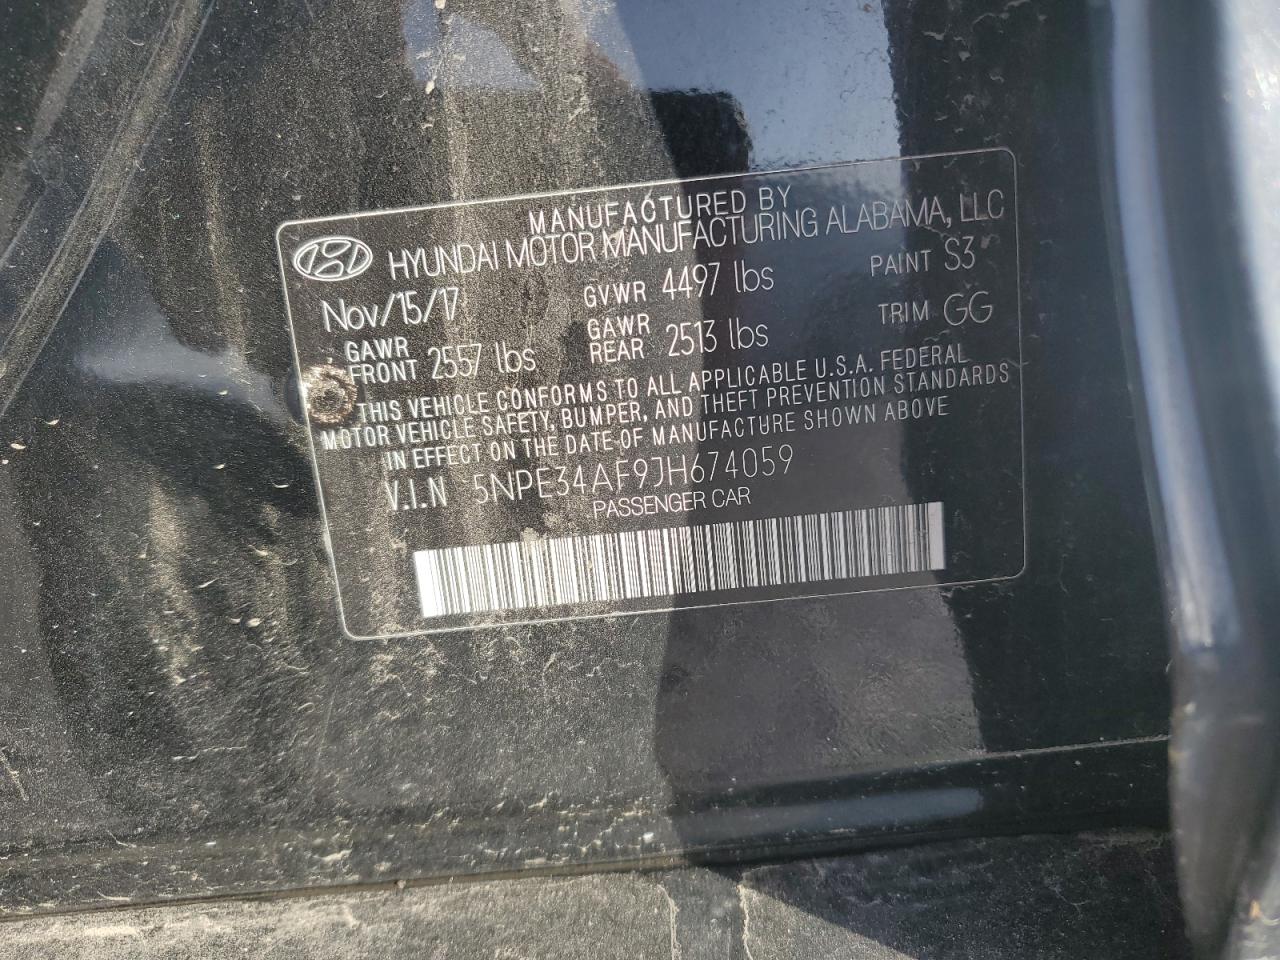 MANUFACTURED BY
HYUNDAI MOTOR MANUFACTURING ALABAMA, LLC
Nov/15/17 GVWR 4497 lbs PAINT S3
GAWR FRONT 2557 lbs GAWR REAR 2513 lbs TRIM GG
THIS VEHICLE CONFORMS TO ALL APPLICABLE U.S.A. FEDERAL
MOTOR VEHICLE SAFETY, BUMPER, AND THEFT PREVENTION STANDARDS
IN EFFECT ON THE DATE OF MANUFACTURE SHOWN ABOVE
V.I.N 5NPE34AF9JH674059
PASSENGER CAR